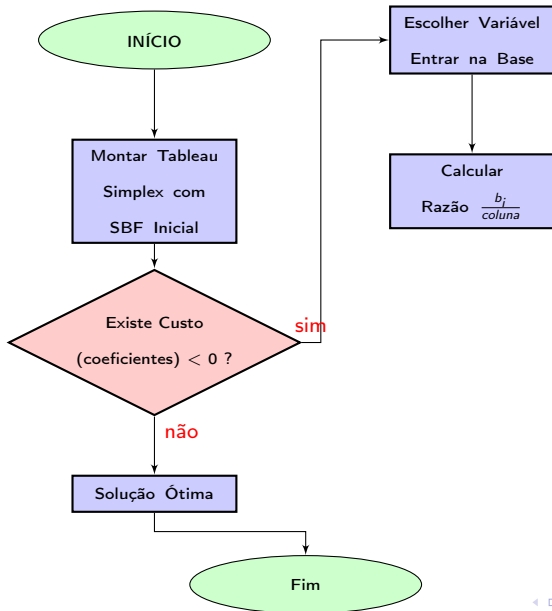 INÍCIO
Montar Tableau
Simplex com
SBF Inicial
Existe Custo
(coeficientes) < 0 ?
sim
não
Solução Ótima
Fim
Escolher Variável
Entrar na Base
Calcular
Razão b_i/coluna